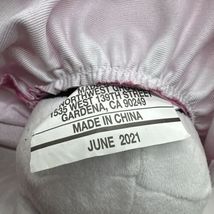 NORTHWEST
1535 WEST 139TH STREET
GARDENA, CA 90249
MADE IN CHINA
JUNE 2021